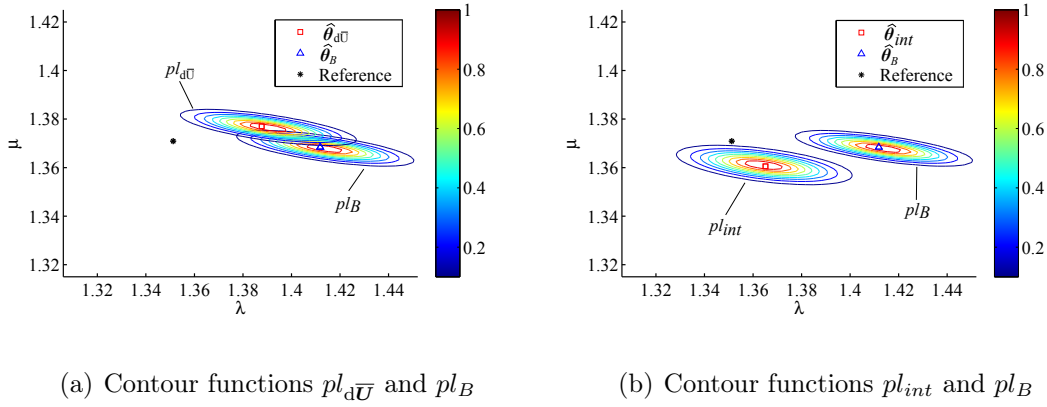 1.42
1.4
1.38
1.36
1.34
1.32
μ
1.32 1.34 1.36 1.38 1.4 1.42 1.44
λ
θ̂dU̅
θ̂B
Reference
pldU̅
plB
1
0.8
0.6
0.4
0.2
(a) Contour functions pldU̅ and plB
1.42
1.4
1.38
1.36
1.34
1.32
μ
1.32 1.34 1.36 1.38 1.4 1.42 1.44
λ
θ̂int
θ̂B
Reference
plint
plB
1
0.8
0.6
0.4
0.2
(b) Contour functions plint and plB